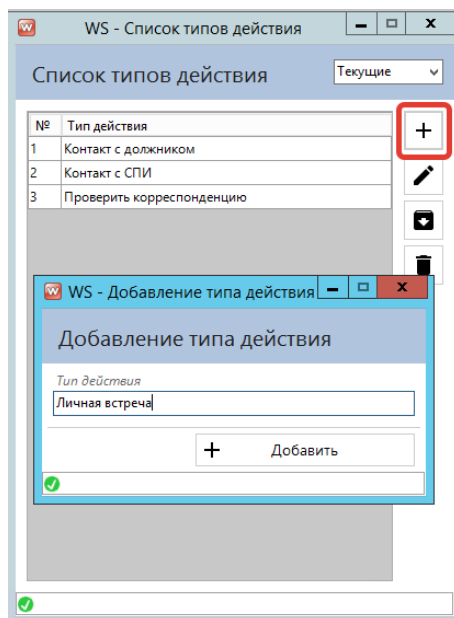 WS - Список типов действия
Список типов действия
Текущие
№ Тип действия
1 Контакт с должником
2 Контакт с СПИ
3 Проверить корреспонденцию
WS - Добавление типа действия
Добавление типа действия
Тип действия
Личная встреча
Добавить